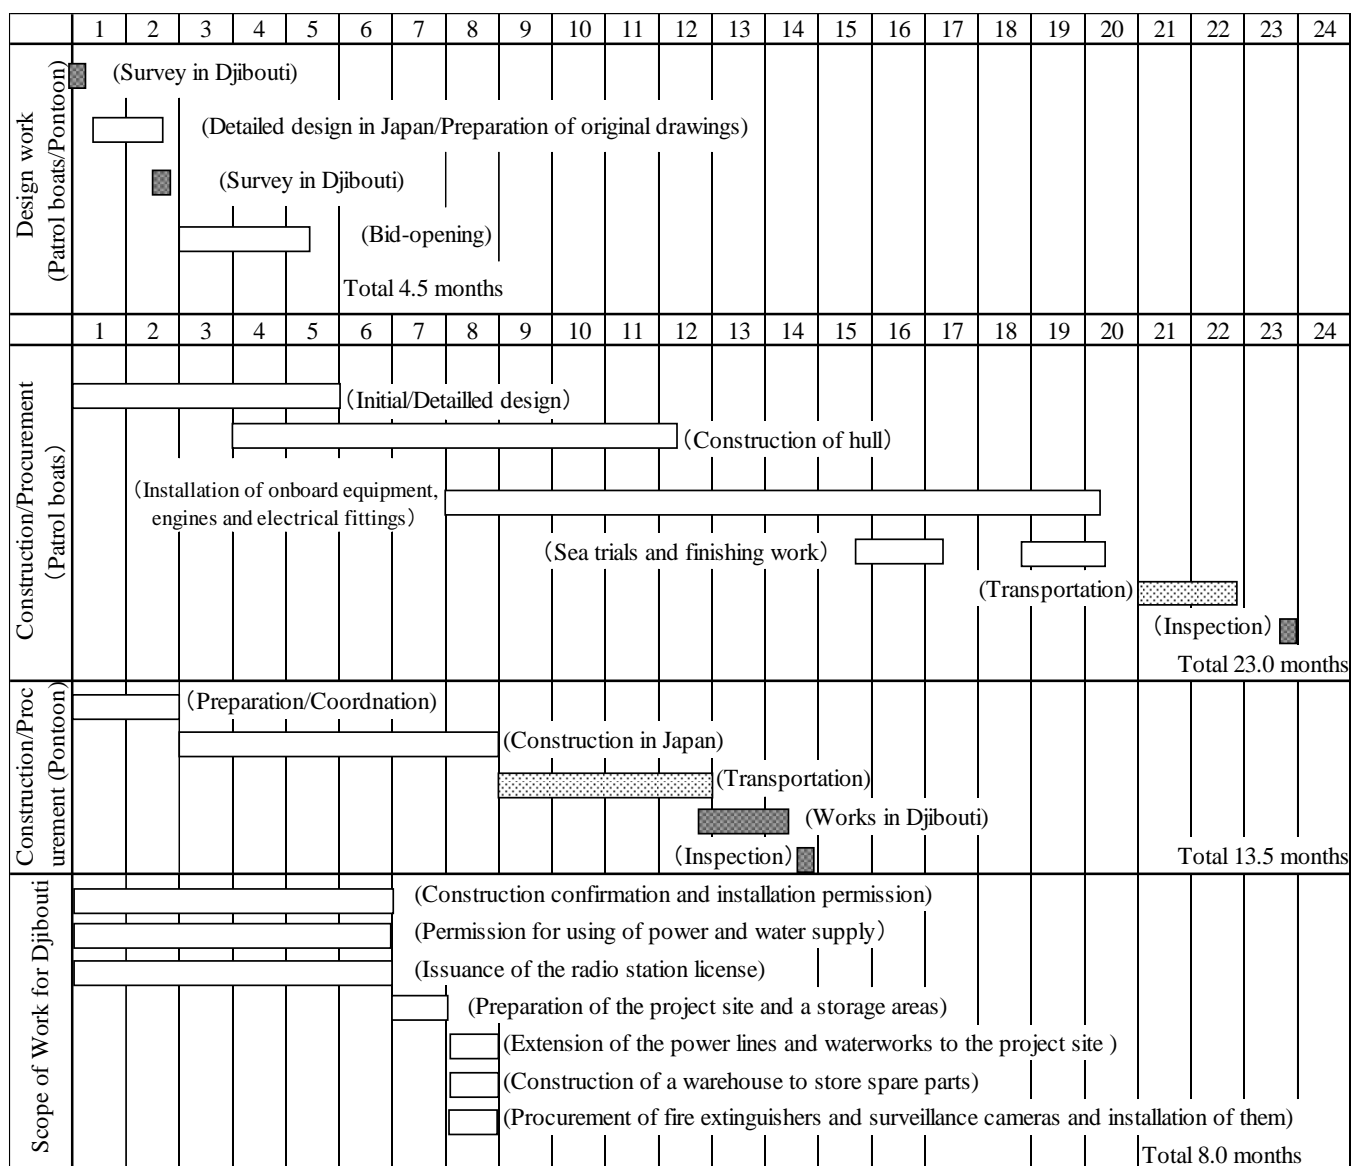 1 2 3 4 5 6 7 8 9 10 11 12 13 14 15 16 17 18 19 20 21 22 23 24
Design work
(Patrol boats/Pontoon)
(Survey in Djibouti)
(Detailed design in Japan/Preparation of original drawings)
(Survey in Djibouti)
(Bid-opening)
Total 4.5 months
1 2 3 4 5 6 7 8 9 10 11 12 13 14 15 16 17 18 19 20 21 22 23 24
Construction/Procurement
(Patrol boats)
(Initial/Detailled design)
(Construction of hull)
(Installation of onboard equipment,
engines and electrical fittings)
(Sea trials and finishing work)
(Transportation)
(Inspection)
Total 23.0 months
Construction/Proc
urement (Pontoon)
(Preparation/Coordnation)
(Construction in Japan)
(Transportation)
(Works in Djibouti)
(Inspection)
Total 13.5 months
Scope of Work for Djibouti
(Construction confirmation and installation permission)
(Permission for using of power and water supply)
(Issuance of the radio station license)
(Preparation of the project site and a storage areas)
(Extension of the power lines and waterworks to the project site )
(Construction of a warehouse to store spare parts)
(Procurement of fire extinguishers and surveillance cameras and installation of them)
Total 8.0 months